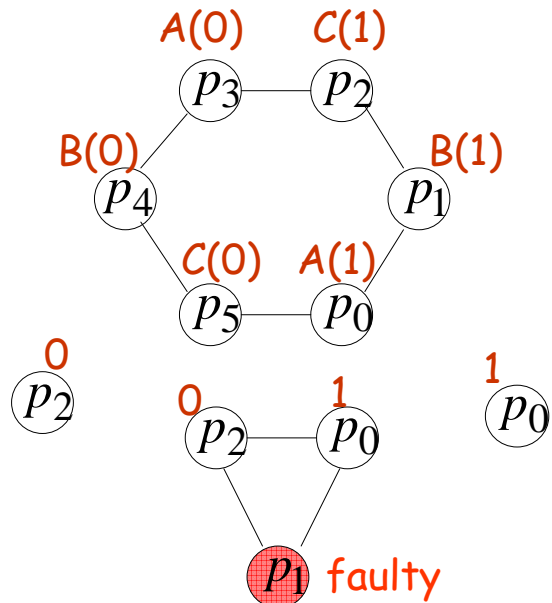 A(0) C(1)
p3 p2
B(0) B(1)
p4 p1
C(0) A(1)
p5 p0
0 0 1 1
p2 p2 p0 p0
p1 faulty